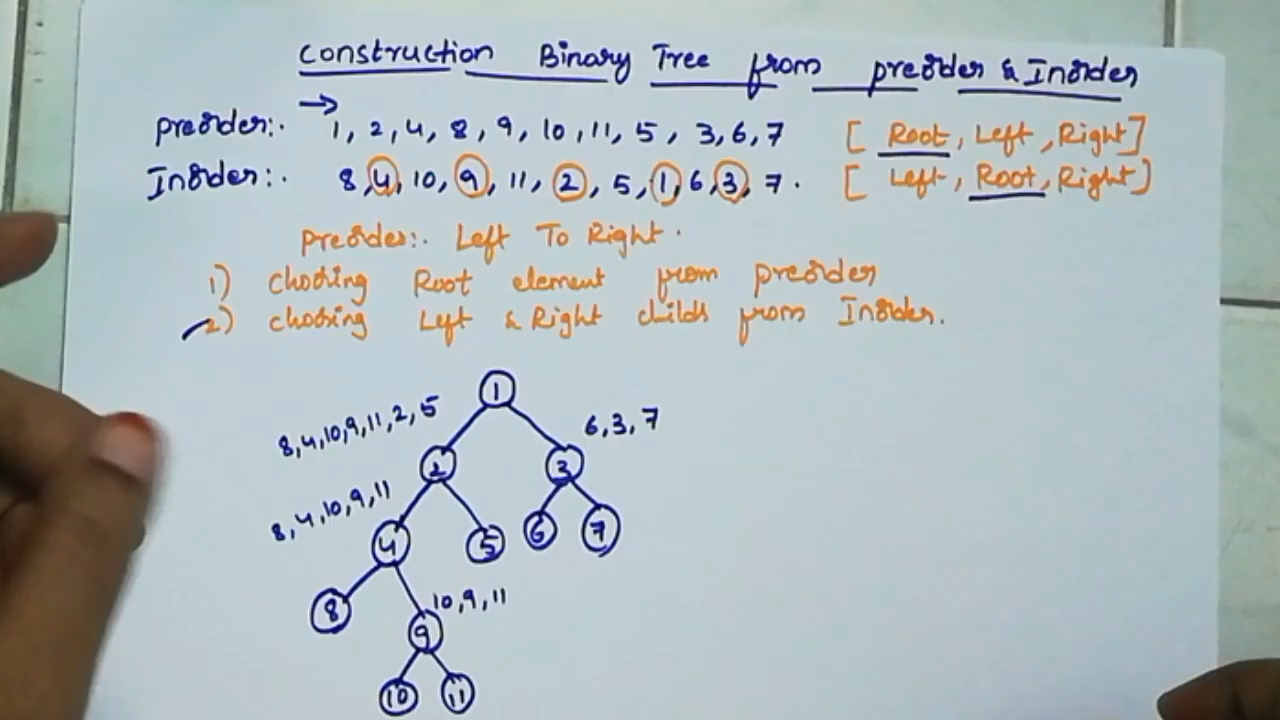 Construction Binary Tree from preorder & Inorder
preorder:. 1, 2, 4, 8, 9, 10, 11, 5, 3, 6, 7 [Root, Left, Right]
Inorder:. 8, 4, 10, 9, 11, 2, 5, 1, 6, 3, 7. [Left, Root, Right]
preorder:. Left To Right.
1) choosing Root element from preorder
2) choosing Left & Right childs from Inorder.
1
8, 4, 10, 9, 11, 2, 5
6, 3, 7
2 3
8, 4, 10, 9, 11
4 5 6 7
10, 9, 11
8 9
10 11